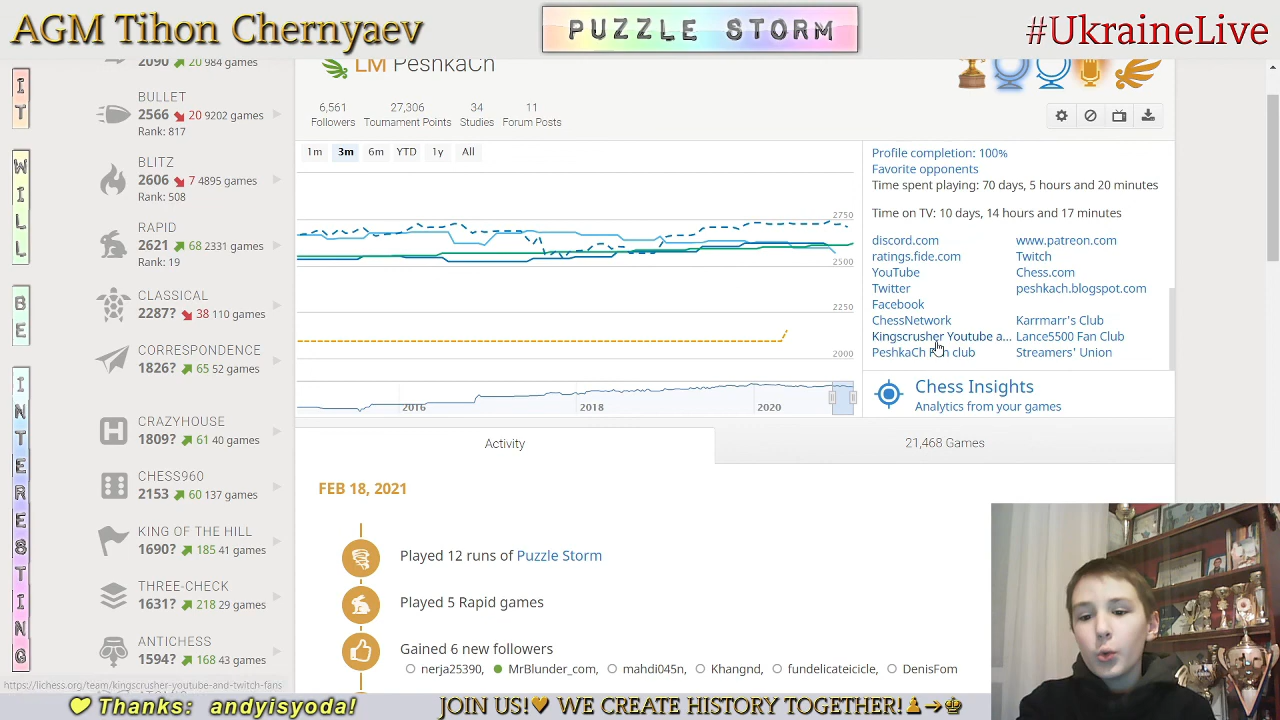 AGM Tihon Chernyaev
PUZZLE STORM
#UkraineLive
IT
WILL
BE
INTERESTING
2090 20 984 games
BULLET
2566 20 9202 games
Rank: 817
BLITZ
2606 7 4895 games
Rank: 508
RAPID
2621 68 2331 games
Rank: 19
CLASSICAL
2287? 38 110 games
CORRESPONDENCE
1826? 65 52 games
CRAZYHOUSE
1809? 61 40 games
CHESS960
2153 60 137 games
KING OF THE HILL
1690? 185 41 games
THREE-CHECK
1631? 218 29 games
ANTICHESS
1594? 168 43 games
LM PeshkaCh
6,561 27,306 34 11
Followers Tournament Points Studies Forum Posts
1m 3m 6m YTD 1y All
2750
2500
2250
2000
2016 2018 2020
Profile completion: 100%
Favorite opponents
Time spent playing: 70 days, 5 hours and 20 minutes
Time on TV: 10 days, 14 hours and 17 minutes
discord.com www.patreon.com
ratings.fide.com Twitch
YouTube Chess.com
Twitter peshkach.blogspot.com
Facebook
ChessNetwork Karrmarr's Club
Kingscrusher Youtube a... Lance5500 Fan Club
PeshkaCh Fan club Streamers' Union
Chess Insights
Analytics from your games
Activity 21,468 Games
FEB 18, 2021
Played 12 runs of Puzzle Storm
Played 5 Rapid games
Gained 6 new followers
nerja25390, MrBlunder_com, mahdi045n, Khangnd, fundelicateicicle, DenisFom
https://lichess.org/team/kingscrusher-youtube-and-twitch-fans
Thanks: andyisyoda!
JOIN US! WE CREATE HISTORY TOGETHER!